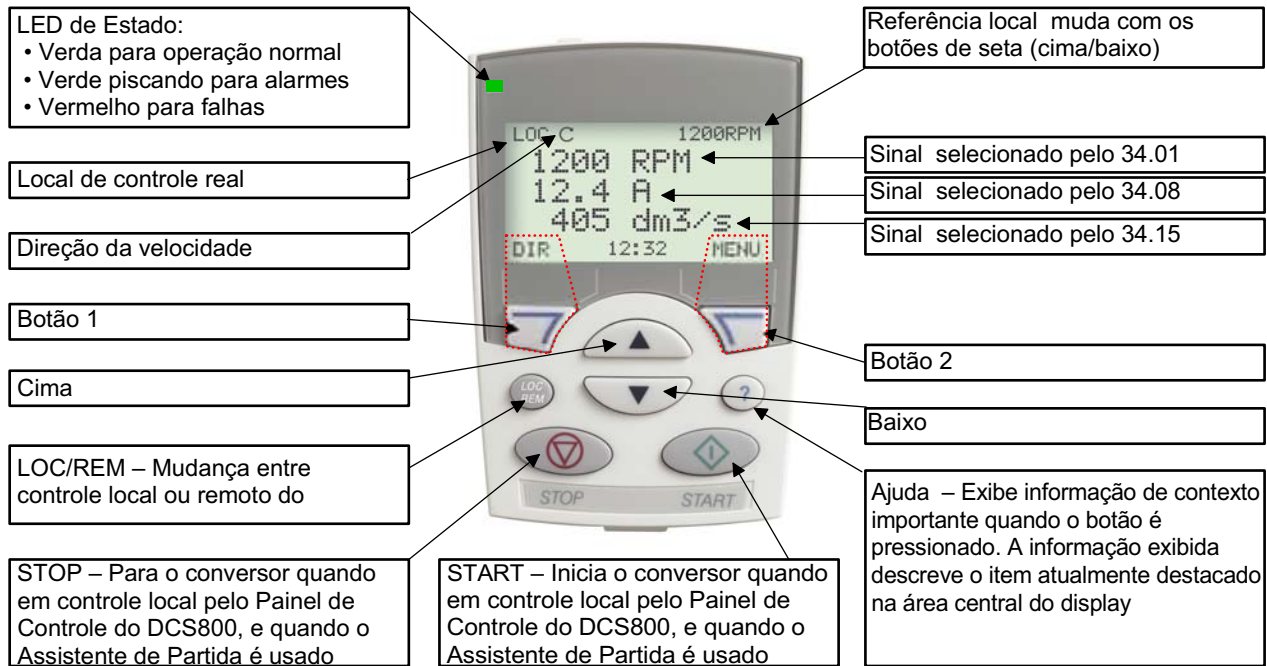 LED de Estado:
• Verda para operação normal
• Verde piscando para alarmes
• Vermelho para falhas
Referência local muda com os
botões de seta (cima/baixo)
LOC C 1200RPM
1200 RPM
12.4 A
405 dm3/s
DIR 12:32 MENU
Local de controle real
Direção da velocidade
Botão 1
Cima
LOC/REM – Mudança entre
controle local ou remoto do
STOP – Para o conversor quando
em controle local pelo Painel de
Controle do DCS800, e quando o
Assistente de Partida é usado
LOC
REM
?
STOP START
START – Inicia o conversor quando
em controle local pelo Painel de
Controle do DCS800, e quando o
Assistente de Partida é usado
Sinal selecionado pelo 34.01
Sinal selecionado pelo 34.08
Sinal selecionado pelo 34.15
Botão 2
Baixo
Ajuda – Exibe informação de contexto
importante quando o botão é
pressionado. A informação exibida
descreve o item atualmente destacado
na área central do display